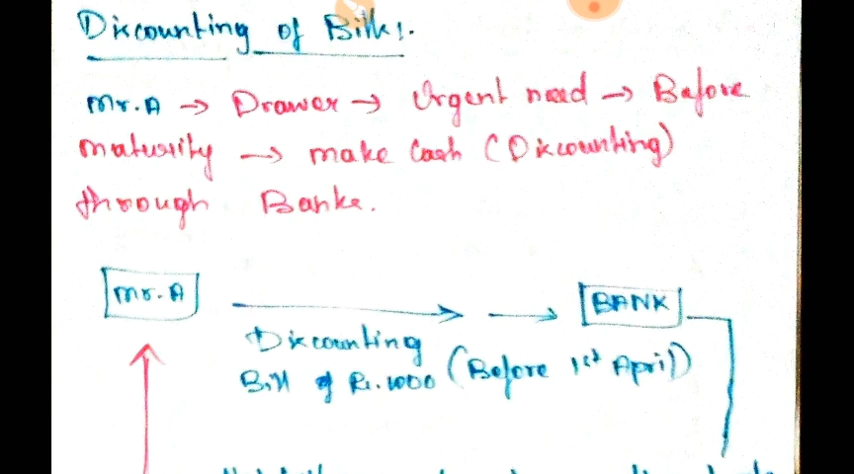 Discounting of Bills.
Mr. A → Drawer → Urgent need → Before
maturity → make Cash (Discounting)
through Banks.
Mr. A
BANK
Discounting
Bill of Rs. 1000 (Before 1st April)